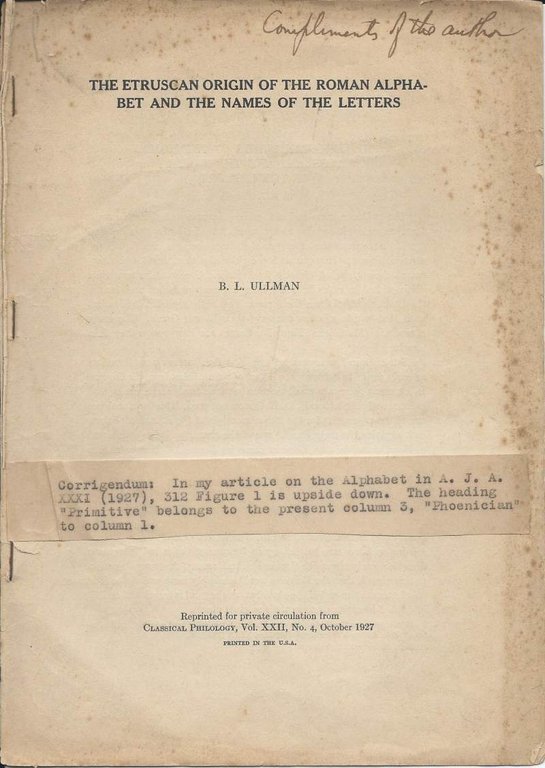 Compliments of the author
THE ETRUSCAN ORIGIN OF THE ROMAN ALPHA-
BET AND THE NAMES OF THE LETTERS
B. L. ULLMAN
Corrigendum: In my article on the Alphabet in A. J. A.
XXXI (1927), 312 Figure 1 is upside down. The heading
"Primitive" belongs to the present column 3, "Phoenician"
to column 1.
Reprinted for private circulation from
CLASSICAL PHILOLOGY, Vol. XXII, No. 4, October 1927
PRINTED IN THE U.S.A.